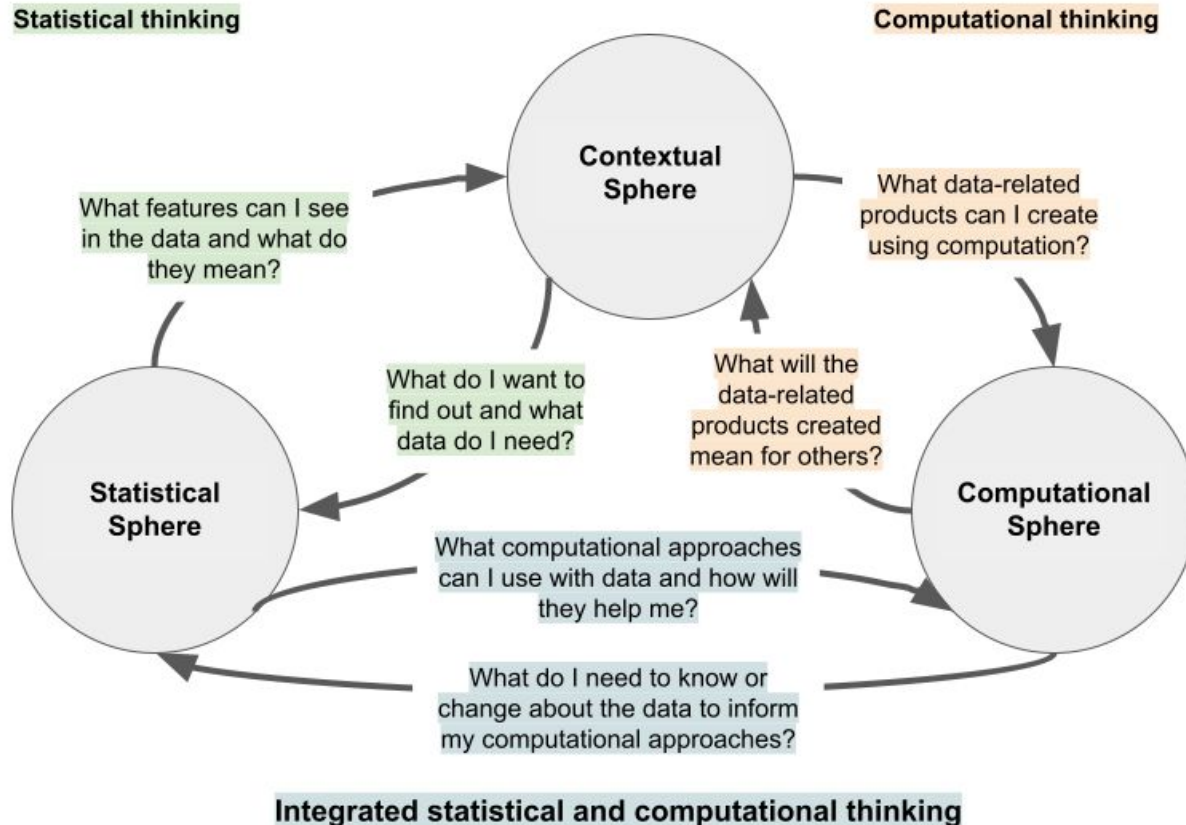 Statistical thinking
Computational thinking
Contextual
Sphere
What features can I see
in the data and what do
they mean?
What data-related
products can I create
using computation?
What do I want to
find out and what
data do I need?
What will the
data-related
products created
mean for others?
Statistical
Sphere
Computational
Sphere
What computational approaches
can I use with data and how will
they help me?
What do I need to know or
change about the data to inform
my computational approaches?
Integrated statistical and computational thinking